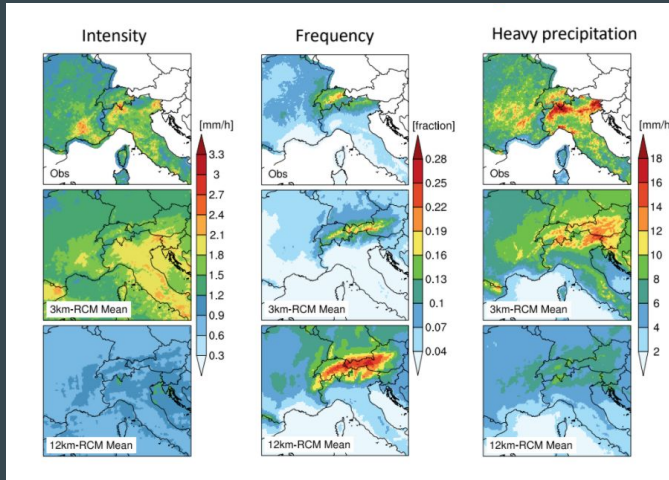 Intensity
Frequency
Heavy precipitation
[mm/h]
3.3
3
2.7
2.4
2.1
1.8
1.5
1.2
0.9
0.6
0.3
Obs
3km-RCM Mean
12km-RCM Mean
[fraction]
0.28
0.25
0.22
0.19
0.16
0.13
0.1
0.07
0.04
Obs
3km-RCM Mean
12km-RCM Mean
[mm/h]
18
16
14
12
10
8
6
4
2
Obs
3km-RCM Mean
12km-RCM Mean